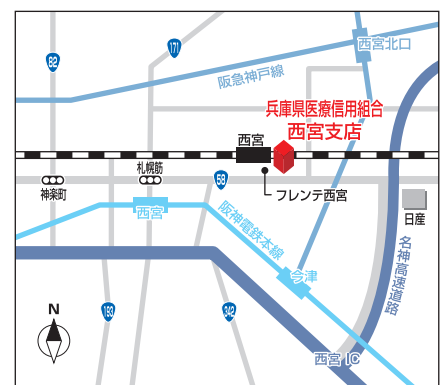 171
西宮北口
82
阪急神戸線
兵庫県医療信用組合
西宮支店
西宮
札幌筋
59
神楽町
フレンテ西宮
西宮
阪神電鉄本線
日産
名神高速道路
今津
193
342
N
西宮 IC